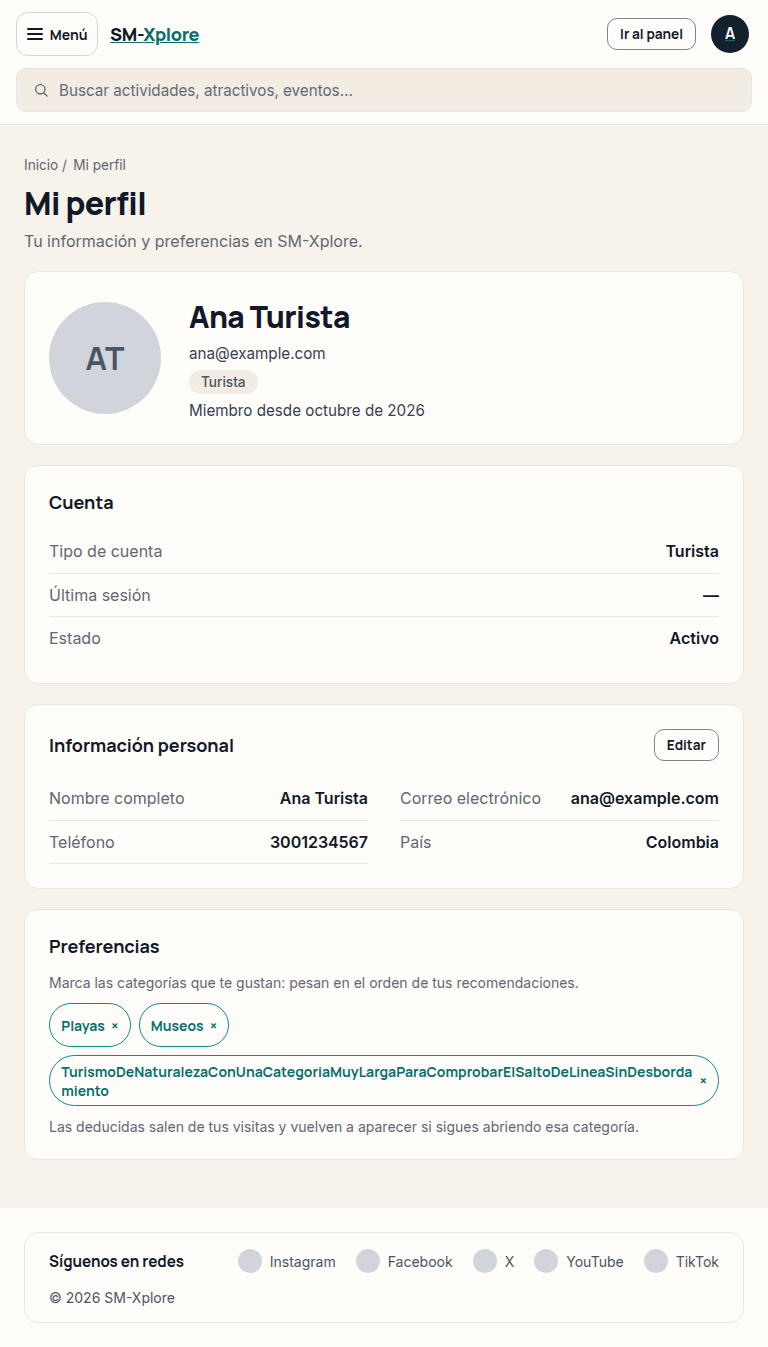 Menú SM-Xplore Ir al panel A
Buscar actividades, atractivos, eventos...
Inicio / Mi perfil
Mi perfil
Tu información y preferencias en SM-Xplore.
AT
Ana Turista
ana@example.com
Turista
Miembro desde octubre de 2026
Cuenta
Tipo de cuenta Turista
Última sesión —
Estado Activo
Información personal Editar
Nombre completo Ana Turista Correo electrónico ana@example.com
Teléfono 3001234567 País Colombia
Preferencias
Marca las categorías que te gustan: pesan en el orden de tus recomendaciones.
Playas × Museos ×
TurismoDeNaturalezaConUnaCategoriaMuyLargaParaComprobarElSaltoDeLineaSinDesborda ×
miento
Las deducidas salen de tus visitas y vuelven a aparecer si sigues abriendo esa categoría.
Síguenos en redes Instagram Facebook X YouTube TikTok
© 2026 SM-Xplore